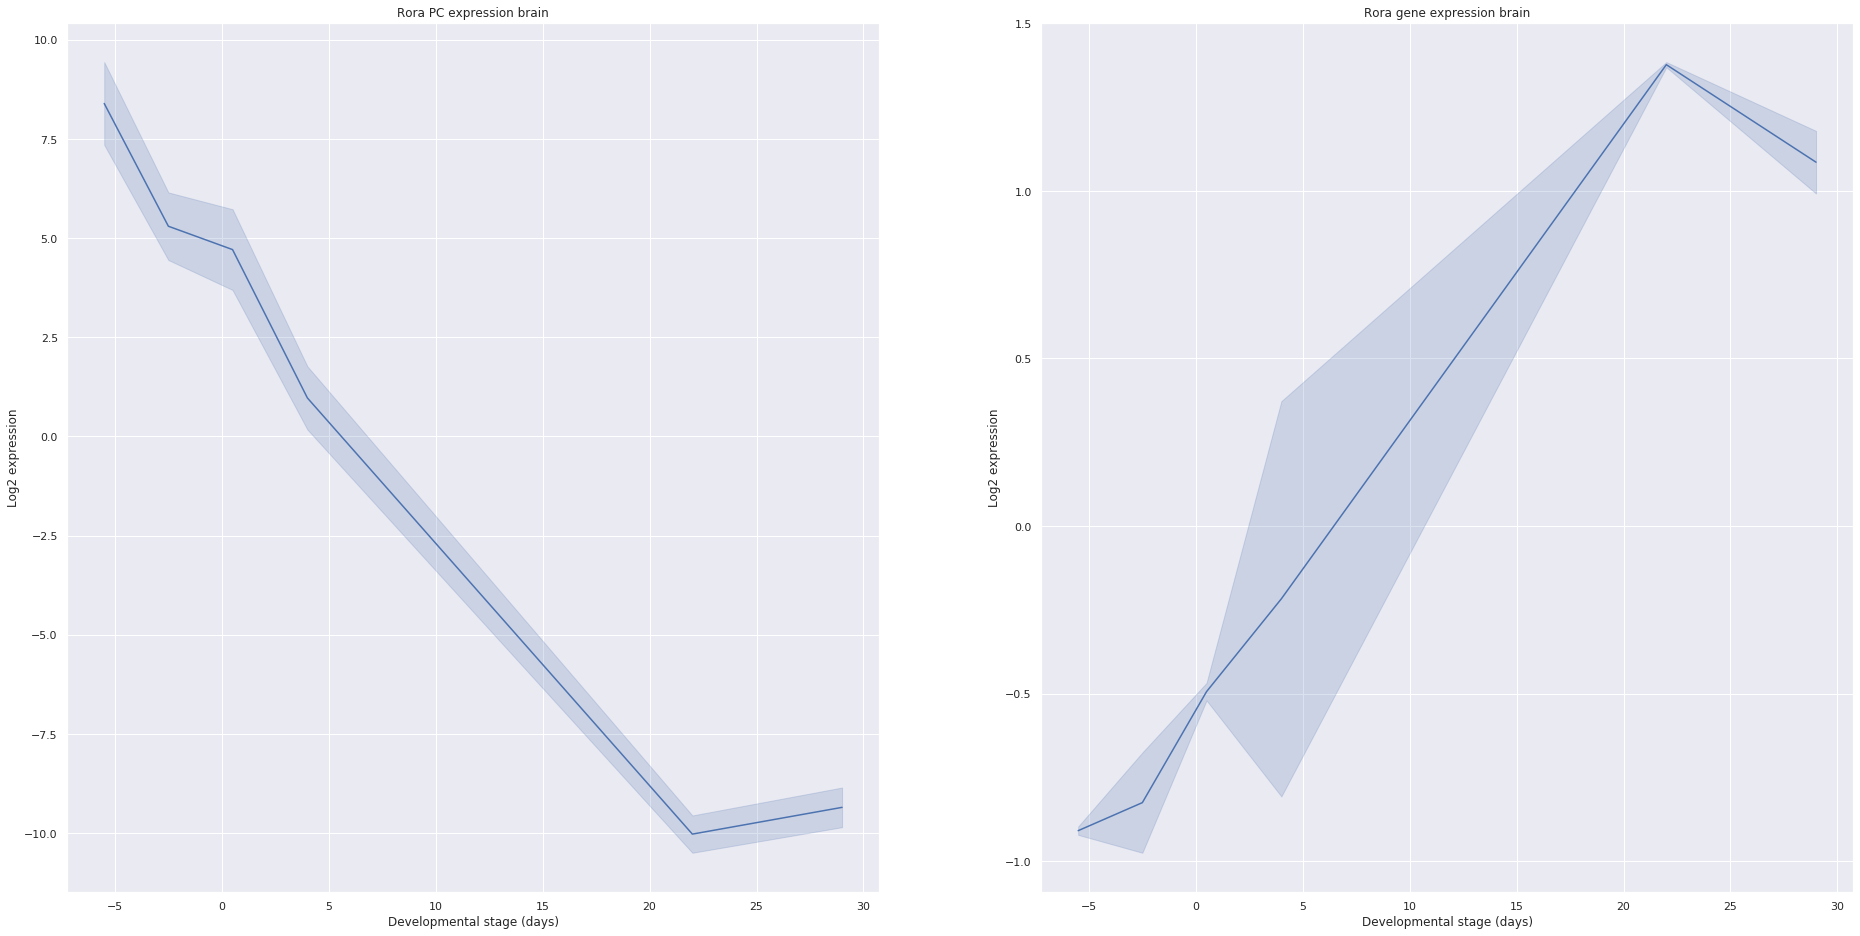 Rora PC expression brain
10.0
7.5
5.0
2.5
0.0
−2.5
−5.0
−7.5
−10.0
Log2 expression
−5 0 5 10 15 20 25 30
Developmental stage (days)
Rora gene expression brain
1.5
1.0
0.5
0.0
−0.5
−1.0
Log2 expression
−5 0 5 10 15 20 25 30
Developmental stage (days)